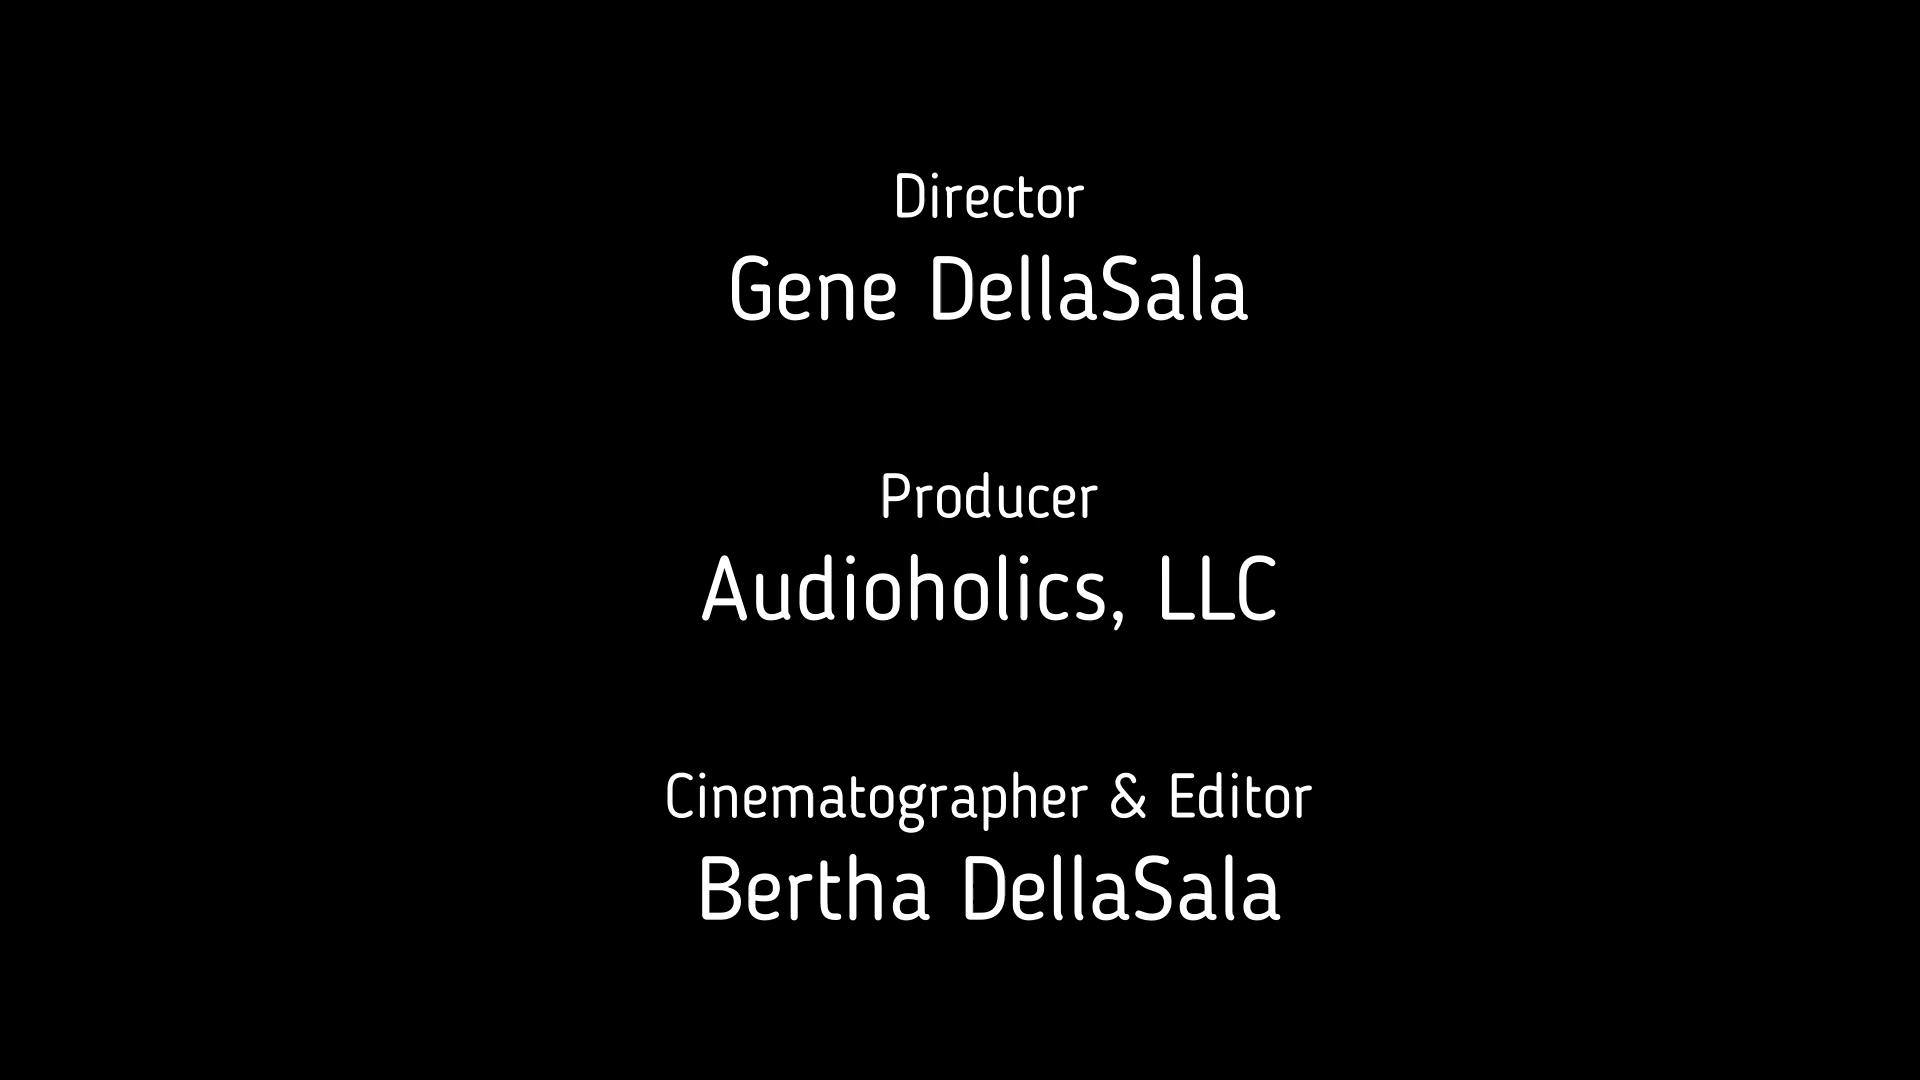 Director
Gene DellaSala
Producer
Audioholics, LLC
Cinematographer & Editor
Bertha DellaSala